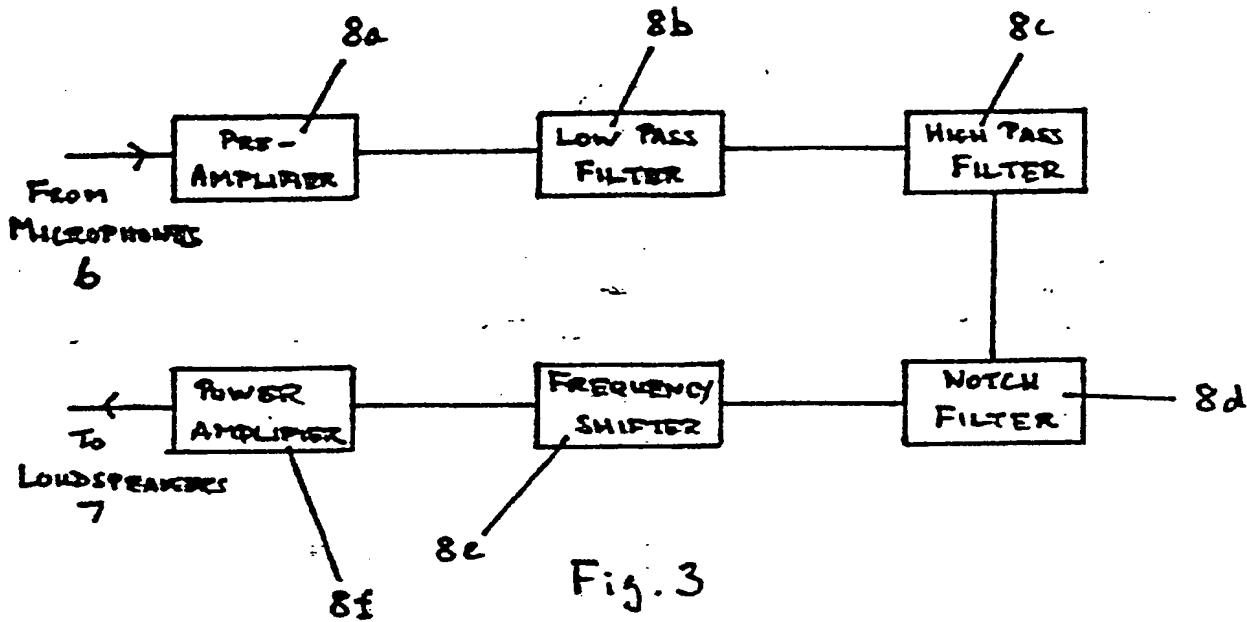 8a
8b
8c
PRE-
AMPLIFIER
LOW PASS
FILTER
HIGH PASS
FILTER
FROM
MICROPHONES
6
POWER
AMPLIFIER
FREQUENCY
SHIFTER
NOTCH
FILTER
8d
TO
LOUDSPEAKERS
7
8e
8f
Fig. 3